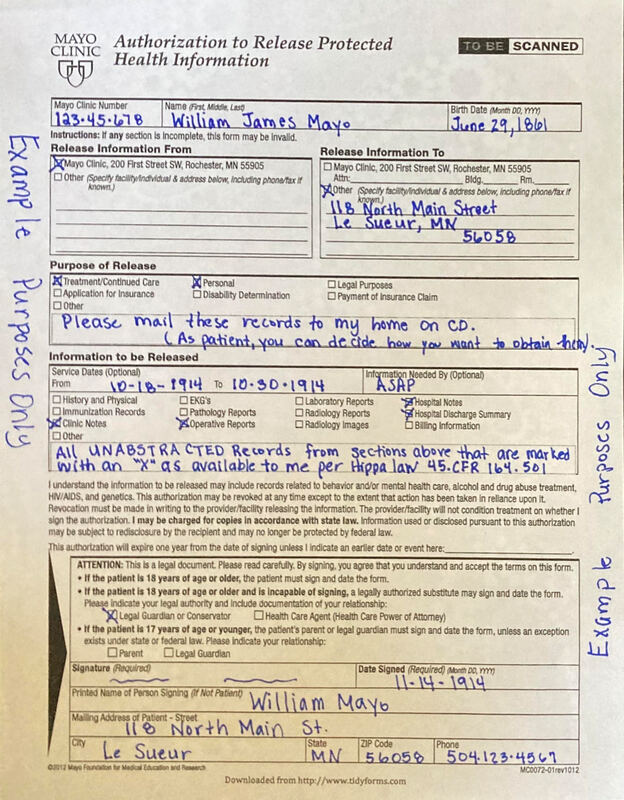 MAYO
CLINIC
Authorization to Release Protected
Health Information
TO BE SCANNED
Mayo Clinic Number Name (First, Middle, Last) Birth Date (Month DD, YYYY)
123-45-678 William James Mayo June 29, 1861
Instructions: If any section is incomplete, this form may be invalid.
Release Information From
Mayo Clinic, 200 First Street SW, Rochester, MN 55905
Other (Specify facility/individual & address below, including phone/fax if
known.)
Release Information To
Mayo Clinic, 200 First Street SW, Rochester, MN 55905
Attn: Bldg. Rm.
Other (Specify facility/individual & address below, including phone/fax if
known.)
118 North Main Street
Le Sueur, MN
56058
Purpose of Release
Treatment/Continued Care Personal Legal Purposes
Application for Insurance Disability Determination Payment of Insurance Claim
Other
Please mail these records to my home on CD.
(As patient, you can decide how you want to obtain them).
Information to be Released
Service Dates (Optional) Information Needed By (Optional)
From 10-18-1914 To 10-30-1914 ASAP
History and Physical EKG's Laboratory Reports Hospital Notes
Immunization Records Pathology Reports Radiology Reports Hospital Discharge Summary
Clinic Notes Operative Reports Radiology Images Billing Information
Other
All UNABSTRACTED Records from sections above that are marked
with an "X" as available to me per Hippa law 45.CFR 164.501
I understand the information to be released may include records related to behavior and/or mental health care, alcohol and drug abuse treatment,
HIV/AIDS, and genetics. This authorization may be revoked at any time except to the extent that action has been taken in reliance upon it.
Revocation must be made in writing to the provider/facility releasing the information. The provider/facility will not condition treatment on whether I
sign the authorization. I may be charged for copies in accordance with state law. Information used or disclosed pursuant to this authorization
may be subject to redisclosure by the recipient and may no longer be protected by federal law.
This authorization will expire one year from the date of signing unless I indicate an earlier date or event here:
ATTENTION: This is a legal document. Please read carefully. By signing, you agree that you understand and accept the terms on this form.
• If the patient is 18 years of age or older, the patient must sign and date the form.
• If the patient is 18 years of age or older and is incapable of signing, a legally authorized substitute may sign and date the form.
Please indicate your legal authority and include documentation of your relationship:
Legal Guardian or Conservator Health Care Agent (Health Care Power of Attorney)
• If the patient is 17 years of age or younger, the patient's parent or legal guardian must sign and date the form, unless an exception
exists under state or federal law. Please indicate your relationship:
Parent Legal Guardian
Signature (Required) Date Signed (Required) (Month DD, YYYY)
11-14-1914
Printed Name of Person Signing (If Not Patient) William Mayo
Mailing Address of Patient - Street
118 North Main St.
City State ZIP Code Phone
Le Sueur MN 56058 504.123.4567
©2012 Mayo Foundation for Medical Education and Research MC0072-01rev1012
Downloaded from http://www.tidyforms.com
Example Purposes Only
Example Purposes Only